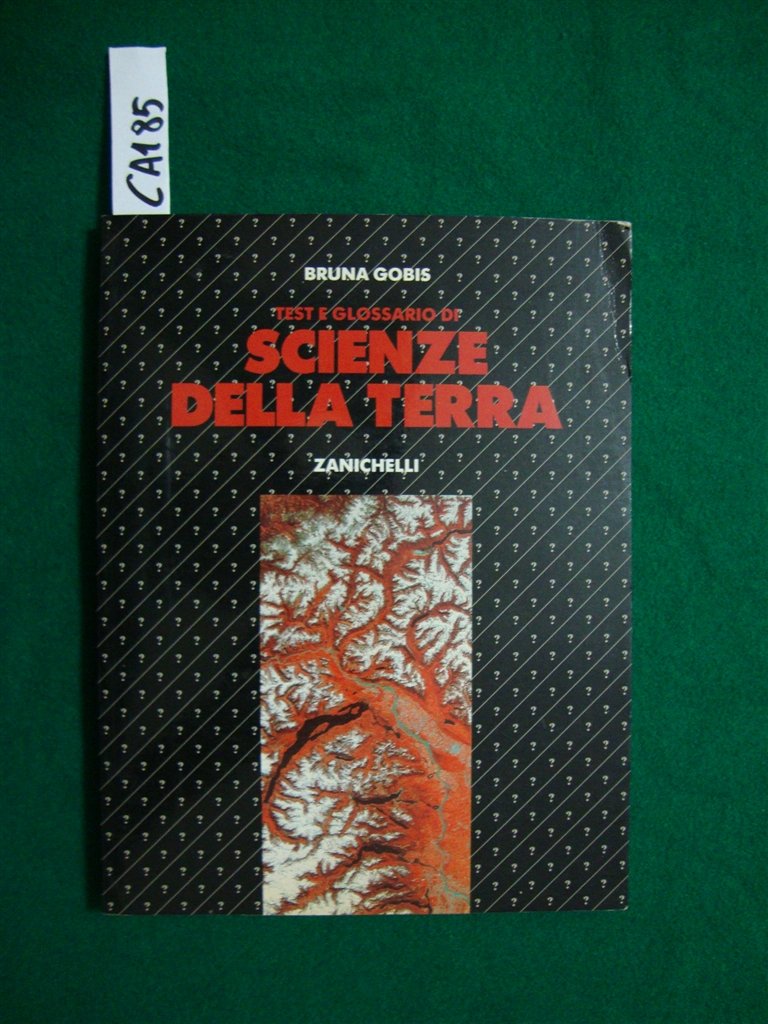 CA185
BRUNA GOBIS
TEST E GLOSSARIO DI
SCIENZE
DELLA TERRA
ZANICHELLI